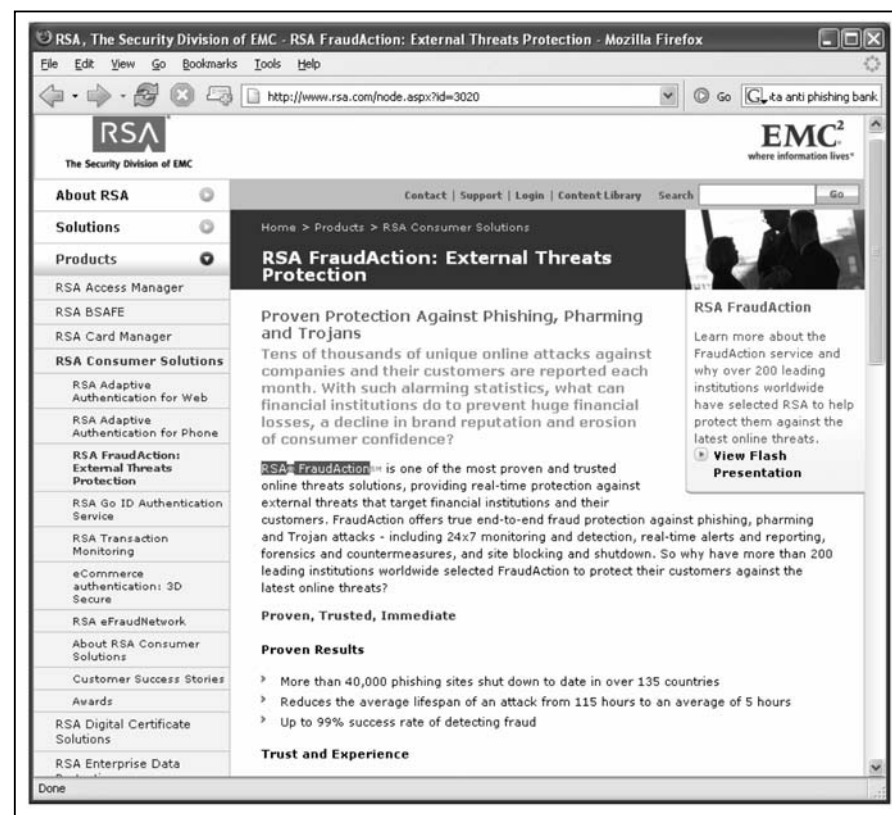 RSA, The Security Division of EMC - RSA FraudAction: External Threats Protection - Mozilla Firefox
File Edit View Go Bookmarks Tools Help
http://www.rsa.com/node.aspx?id=3020
Go
ta anti phishing bank
RSA
The Security Division of EMC
EMC²
where information lives®
About RSA
Solutions
Products
RSA Access Manager
RSA BSAFE
RSA Card Manager
RSA Consumer Solutions
RSA Adaptive
Authentication for Web
RSA Adaptive
Authentication for Phone
RSA FraudAction:
External Threats
Protection
RSA Go ID Authentication
Service
RSA Transaction
Monitoring
eCommerce
authentication: 3D
Secure
RSA eFraudNetwork
About RSA Consumer
Solutions
Customer Success Stories
Awards
RSA Digital Certificate
Solutions
RSA Enterprise Data
Contact | Support | Login | Content Library Search Go
Home > Products > RSA Consumer Solutions
RSA FraudAction: External Threats
Protection
Proven Protection Against Phishing, Pharming
and Trojans
Tens of thousands of unique online attacks against
companies and their customers are reported each
month. With such alarming statistics, what can
financial institutions do to prevent huge financial
losses, a decline in brand reputation and erosion
of consumer confidence?
RSA® FraudAction℠ is one of the most proven and trusted
online threats solutions, providing real-time protection against
external threats that target financial institutions and their
customers. FraudAction offers true end-to-end fraud protection against phishing, pharming
and Trojan attacks - including 24x7 monitoring and detection, real-time alerts and reporting,
forensics and countermeasures, and site blocking and shutdown. So why have more than 200
leading institutions worldwide selected FraudAction to protect their customers against the
latest online threats?
Proven, Trusted, Immediate
Proven Results
More than 40,000 phishing sites shut down to date in over 135 countries
Reduces the average lifespan of an attack from 115 hours to an average of 5 hours
Up to 99% success rate of detecting fraud
Trust and Experience
RSA FraudAction
Learn more about the
FraudAction service and
why over 200 leading
institutions worldwide
have selected RSA to help
protect them against the
latest online threats.
View Flash
Presentation
Done